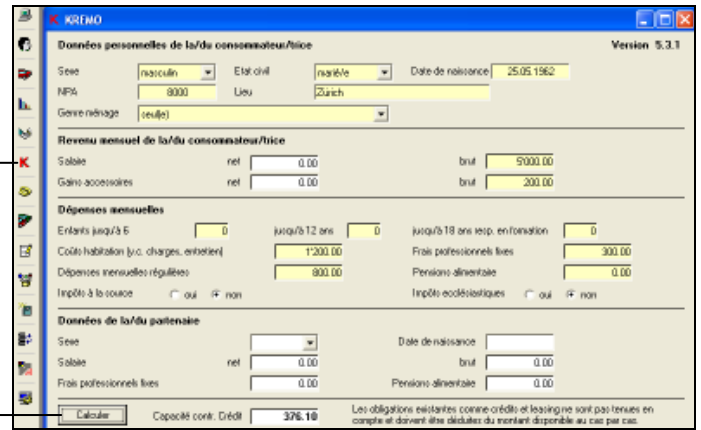 K KREMO
Données personnelles de la/du consommateur/trice Version 5.3.1
Sexe masculin Etat civil marié/e Date de naissance 25.05.1962
NPA 8000 Lieu Zürich
Genre ménage seul(e)
Revenu mensuel de la/du consommateur/trice
Salaire net 0.00 brut 5'000.00
Gains accessoires net 0.00 brut 200.00
Dépenses mensuelles
Enfants jusqu'à 6 0 jusqu'à 12 ans 0 jusqu'à 18 ans resp. en formation 0
Coûts habitation (y.c. charges, entretien) 1'200.00 Frais professionnels fixes 300.00
Dépenses mensuelles régulières 800.00 Pensions alimentaire 0.00
Impôts à la source oui non Impôts ecclésiastiques oui non
Données de la/du partenaire
Sexe Date de naissance
Salaire net 0.00 brut 0.00
Frais professionnels fixes 0.00 Pensions alimentaire 0.00
Calculer Capacité contr. Crédit 376.10 Les obligations existantes comme crédits et leasing ne sont pas tenues en
compte et doivent être déduites du montant disponible au cas par cas.
K